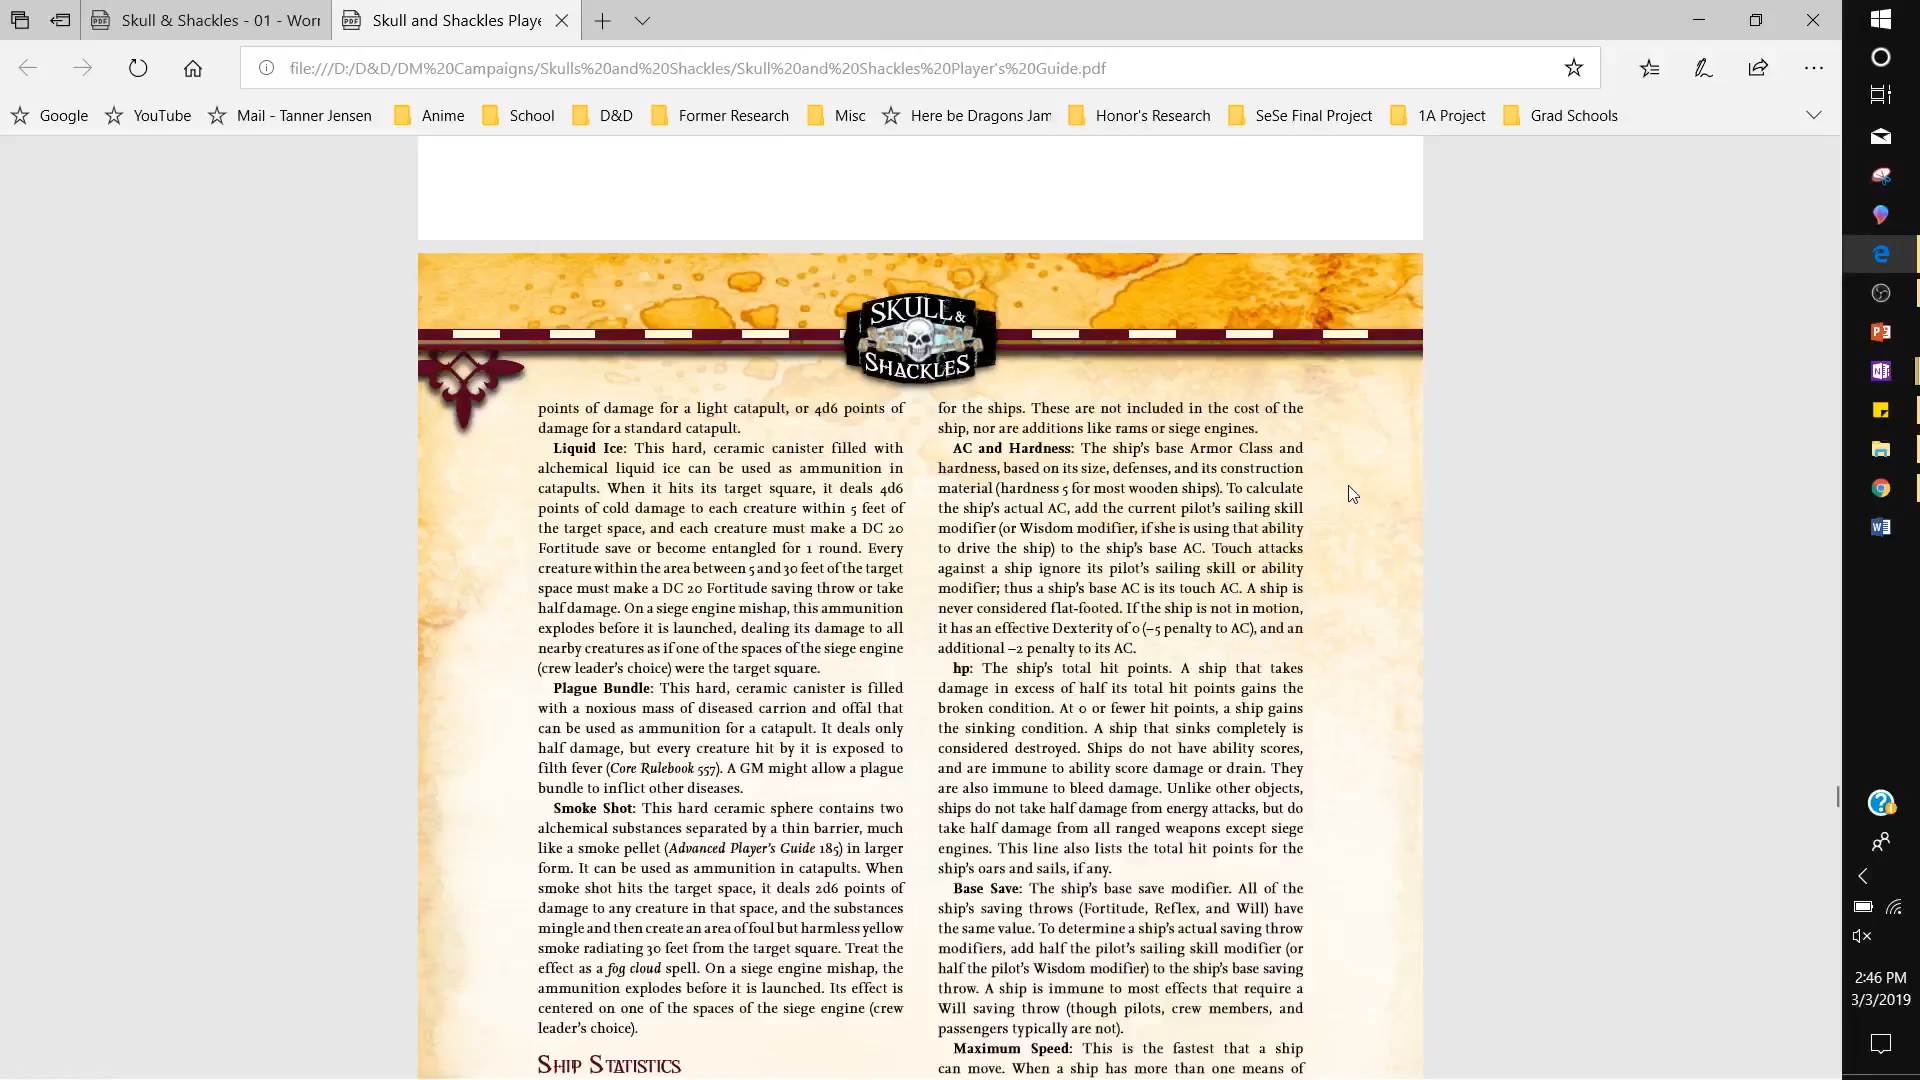 Skull & Shackles - 01 - Worr
Skull and Shackles Playe
file:///D:/D&D/DM%20Campaigns/Skulls%20and%20Shackles/Skull%20and%20Shackles%20Player's%20Guide.pdf
Google YouTube Mail - Tanner Jensen Anime School D&D Former Research Misc Here be Dragons Jam Honor's Research SeSe Final Project 1A Project Grad Schools
SKULL &
SHACKLES
points of damage for a light catapult, or 4d6 points of
damage for a standard catapult.
Liquid Ice: This hard, ceramic canister filled with
alchemical liquid ice can be used as ammunition in
catapults. When it hits its target square, it deals 4d6
points of cold damage to each creature within 5 feet of
the target space, and each creature must make a DC 20
Fortitude save or become entangled for 1 round. Every
creature within the area between 5 and 30 feet of the target
space must make a DC 20 Fortitude saving throw or take
half damage. On a siege engine mishap, this ammunition
explodes before it is launched, dealing its damage to all
nearby creatures as if one of the spaces of the siege engine
(crew leader's choice) were the target square.
Plague Bundle: This hard, ceramic canister is filled
with a noxious mass of diseased carrion and offal that
can be used as ammunition for a catapult. It deals only
half damage, but every creature hit by it is exposed to
filth fever (Core Rulebook 557). A GM might allow a plague
bundle to inflict other diseases.
Smoke Shot: This hard ceramic sphere contains two
alchemical substances separated by a thin barrier, much
like a smoke pellet (Advanced Player's Guide 185) in larger
form. It can be used as ammunition in catapults. When
smoke shot hits the target space, it deals 2d6 points of
damage to any creature in that space, and the substances
mingle and then create an area of foul but harmless yellow
smoke radiating 30 feet from the target square. Treat the
effect as a fog cloud spell. On a siege engine mishap, the
ammunition explodes before it is launched. Its effect is
centered on one of the spaces of the siege engine (crew
leader's choice).
Ship Statistics
for the ships. These are not included in the cost of the
ship, nor are additions like rams or siege engines.
AC and Hardness: The ship's base Armor Class and
hardness, based on its size, defenses, and its construction
material (hardness 5 for most wooden ships). To calculate
the ship's actual AC, add the current pilot's sailing skill
modifier (or Wisdom modifier, if she is using that ability
to drive the ship) to the ship's base AC. Touch attacks
against a ship ignore its pilot's sailing skill or ability
modifier; thus a ship's base AC is its touch AC. A ship is
never considered flat-footed. If the ship is not in motion,
it has an effective Dexterity of 0 (–5 penalty to AC), and an
additional –2 penalty to its AC.
hp: The ship's total hit points. A ship that takes
damage in excess of half its total hit points gains the
broken condition. At 0 or fewer hit points, a ship gains
the sinking condition. A ship that sinks completely is
considered destroyed. Ships do not have ability scores,
and are immune to ability score damage or drain. They
are also immune to bleed damage. Unlike other objects,
ships do not take half damage from energy attacks, but do
take half damage from all ranged weapons except siege
engines. This line also lists the total hit points for the
ship's oars and sails, if any.
Base Save: The ship's base save modifier. All of the
ship's saving throws (Fortitude, Reflex, and Will) have
the same value. To determine a ship's actual saving throw
modifiers, add half the pilot's sailing skill modifier (or
half the pilot's Wisdom modifier) to the ship's base saving
throw. A ship is immune to most effects that require a
Will saving throw (though pilots, crew members, and
passengers typically are not).
Maximum Speed: This is the fastest that a ship
can move. When a ship has more than one means of
2:46 PM
3/3/2019